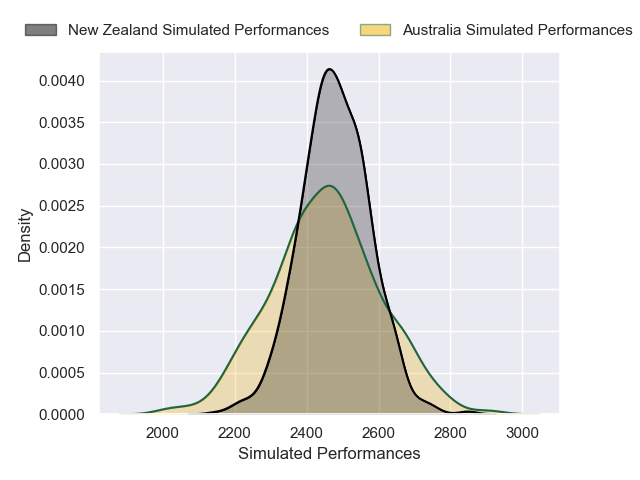 New Zealand Simulated Performances Australia Simulated Performances
0.0040
0.0035
0.0030
0.0025
0.0020
0.0015
0.0010
0.0005
0.0000
Density
2000 2200 2400 2600 2800 3000
Simulated Performances